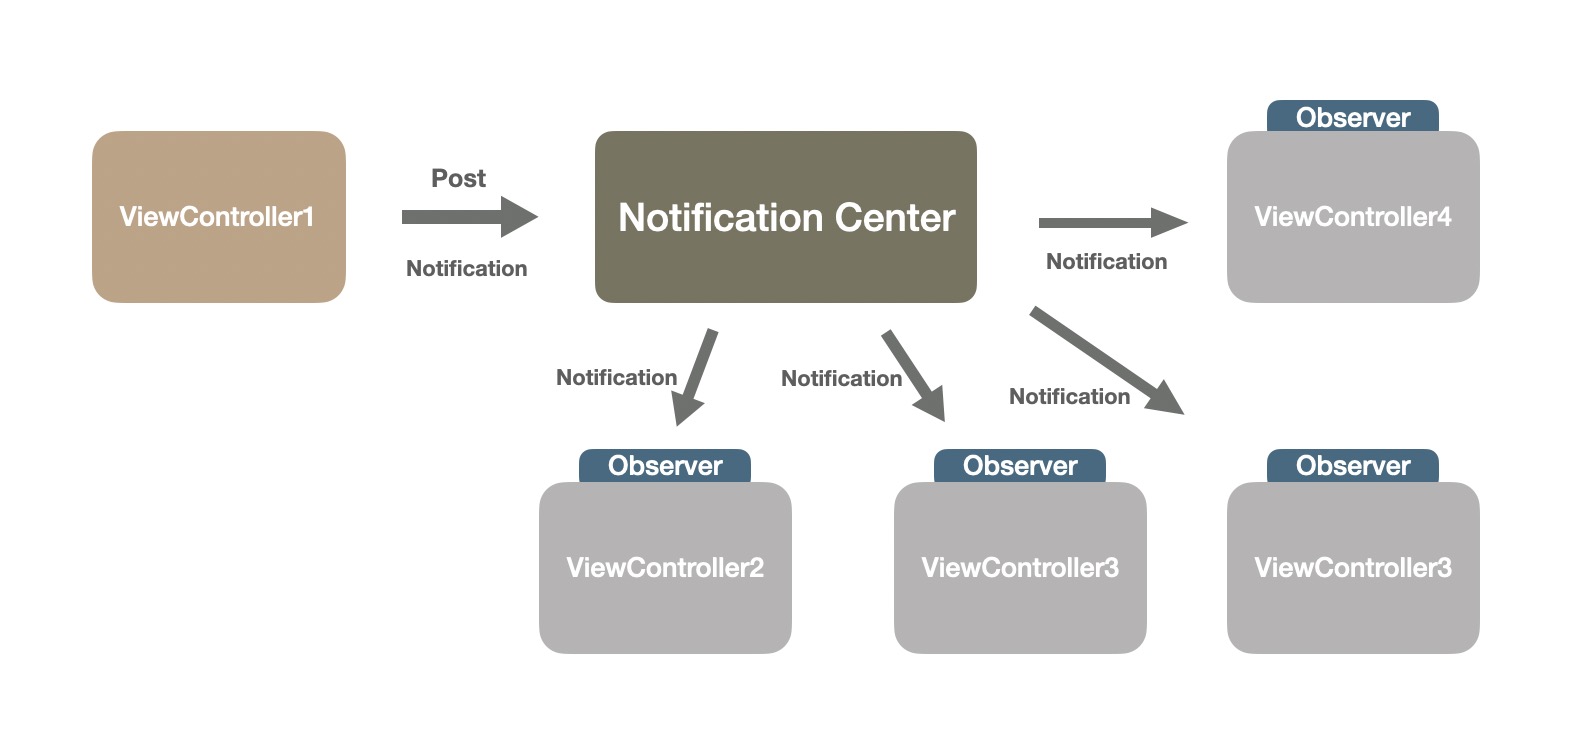 Observer
Post
ViewController1
Notification Center
ViewController4
Notification
Notification
Notification
Notification
Notification
Observer
Observer
Observer
ViewController2
ViewController3
ViewController3